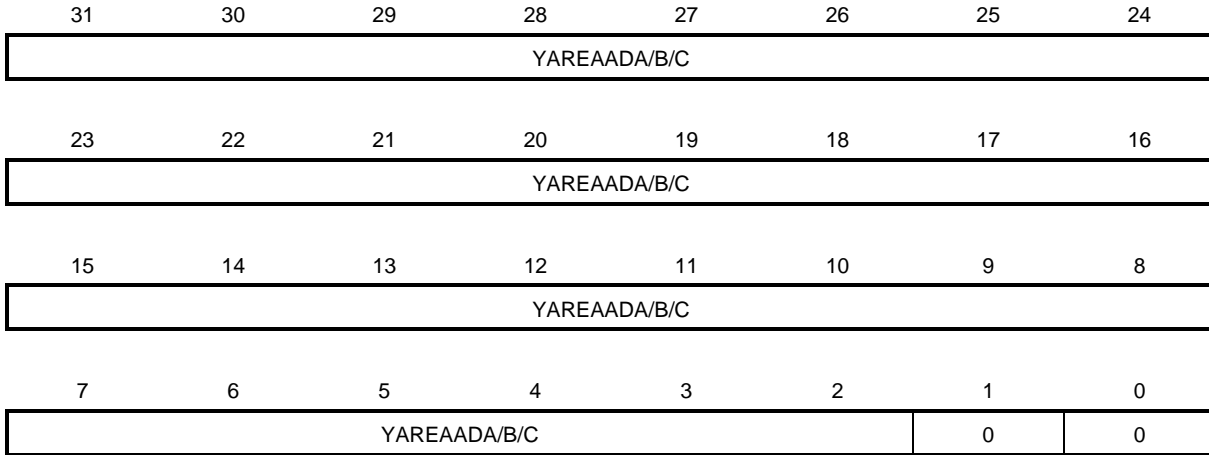 31 30 29 28 27 26 25 24
YAREAADA/B/C
23 22 21 20 19 18 17 16
YAREAADA/B/C
15 14 13 12 11 10 9 8
YAREAADA/B/C
7 6 5 4 3 2 1 0
YAREAADA/B/C 0 0